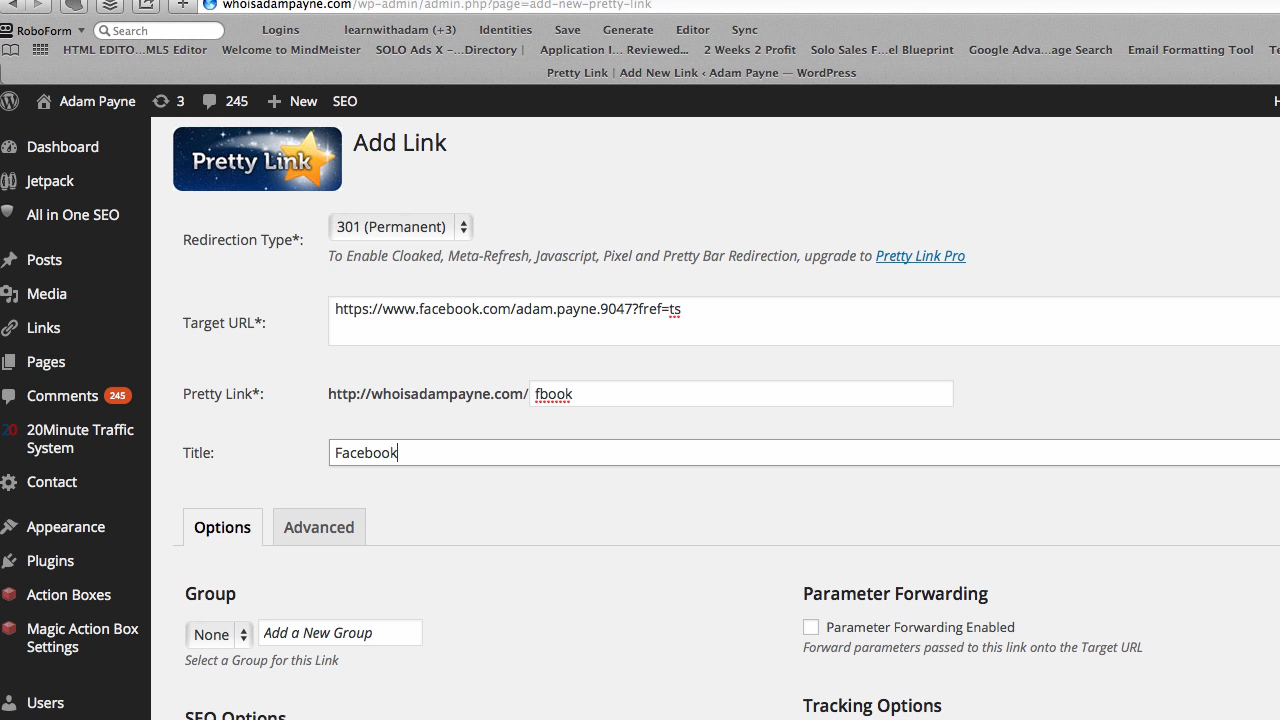 whoisadampayne.com/wp-admin/admin.php?page=add-new-pretty-link
RoboForm Search Logins learnwithadam (+3) Identities Save Generate Editor Sync
HTML EDITO...ML5 Editor Welcome to MindMeister SOLO Ads X -...Directory | Application I... Reviewed... 2 Weeks 2 Profit Solo Sales F...el Blueprint Google Adva...age Search Email Formatting Tool
Pretty Link | Add New Link ‹ Adam Payne — WordPress
Adam Payne 3 245 New SEO H
Pretty Link Add Link
Dashboard
Jetpack
All in One SEO
Posts
Media
Links
Pages
Comments 245
20 20Minute Traffic
System
Contact
Appearance
Plugins
Action Boxes
Magic Action Box
Settings
Users
Redirection Type*: 301 (Permanent)
To Enable Cloaked, Meta-Refresh, Javascript, Pixel and Pretty Bar Redirection, upgrade to Pretty Link Pro
Target URL*: https://www.facebook.com/adam.payne.9047?fref=ts
Pretty Link*: http://whoisadampayne.com/ fbook
Title: Facebook
Options Advanced
Group
None Add a New Group
Select a Group for this Link
SEO Options
Parameter Forwarding
Parameter Forwarding Enabled
Forward parameters passed to this link onto the Target URL
Tracking Options